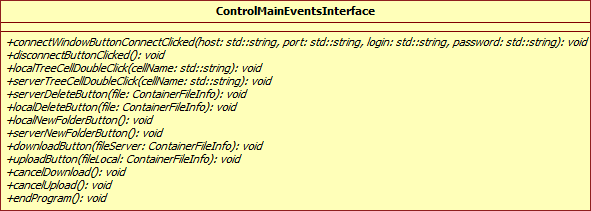 ControlMainEventsInterface
+connectWindowButtonConnectClicked(host: std::string, port: std::string, login: std::string, password: std::string): void
+disconnectButtonClicked(): void
+localTreeCellDoubleClick(cellName: std::string): void
+serverTreeCellDoubleClick(cellName: std::string): void
+serverDeleteButton(file: ContainerFileInfo): void
+localDeleteButton(file: ContainerFileInfo): void
+localNewFolderButton(): void
+serverNewFolderButton(): void
+downloadButton(fileServer: ContainerFileInfo): void
+uploadButton(fileLocal: ContainerFileInfo): void
+cancelDownload(): void
+cancelUpload(): void
+endProgram(): void